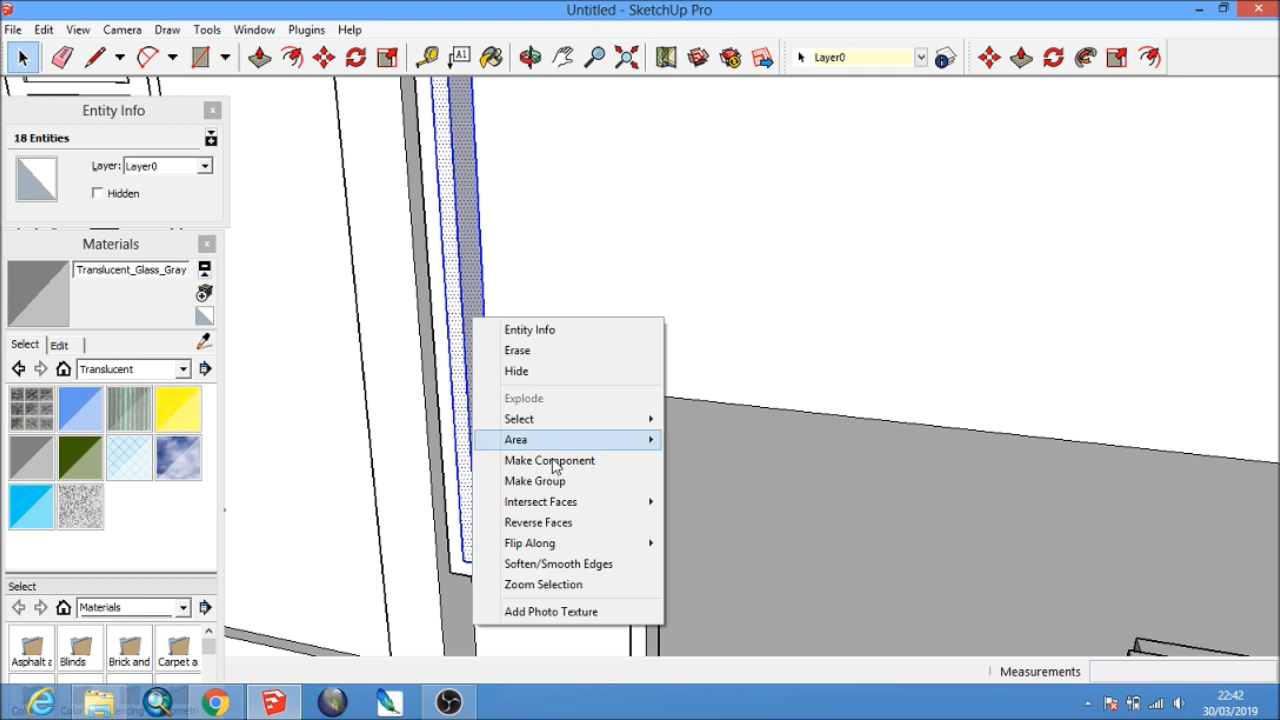 Untitled - SketchUp Pro
File Edit View Camera Draw Tools Window Plugins Help
A1
Layer0
Entity Info
18 Entities
Layer: Layer0
Hidden
Materials
Translucent_Glass_Gray
Select Edit
Translucent
Select
Materials
Asphalt a Blinds Brick and Carpet a
Entity Info
Erase
Hide
Explode
Select
Area
Make Component
Make Group
Intersect Faces
Reverse Faces
Flip Along
Soften/Smooth Edges
Zoom Selection
Add Photo Texture
Measurements
22:42
30/03/2019